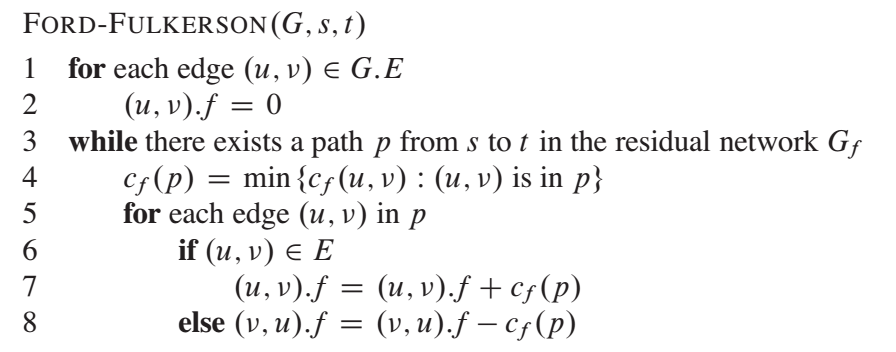 FORD-FULKERSON(G, s, t)
1 for each edge (u, v) ∈ G.E
2 (u, v).f = 0
3 while there exists a path p from s to t in the residual network G_f
4 c_f(p) = min {c_f(u, v) : (u, v) is in p}
5 for each edge (u, v) in p
6 if (u, v) ∈ E
7 (u, v).f = (u, v).f + c_f(p)
8 else (v, u).f = (v, u).f − c_f(p)